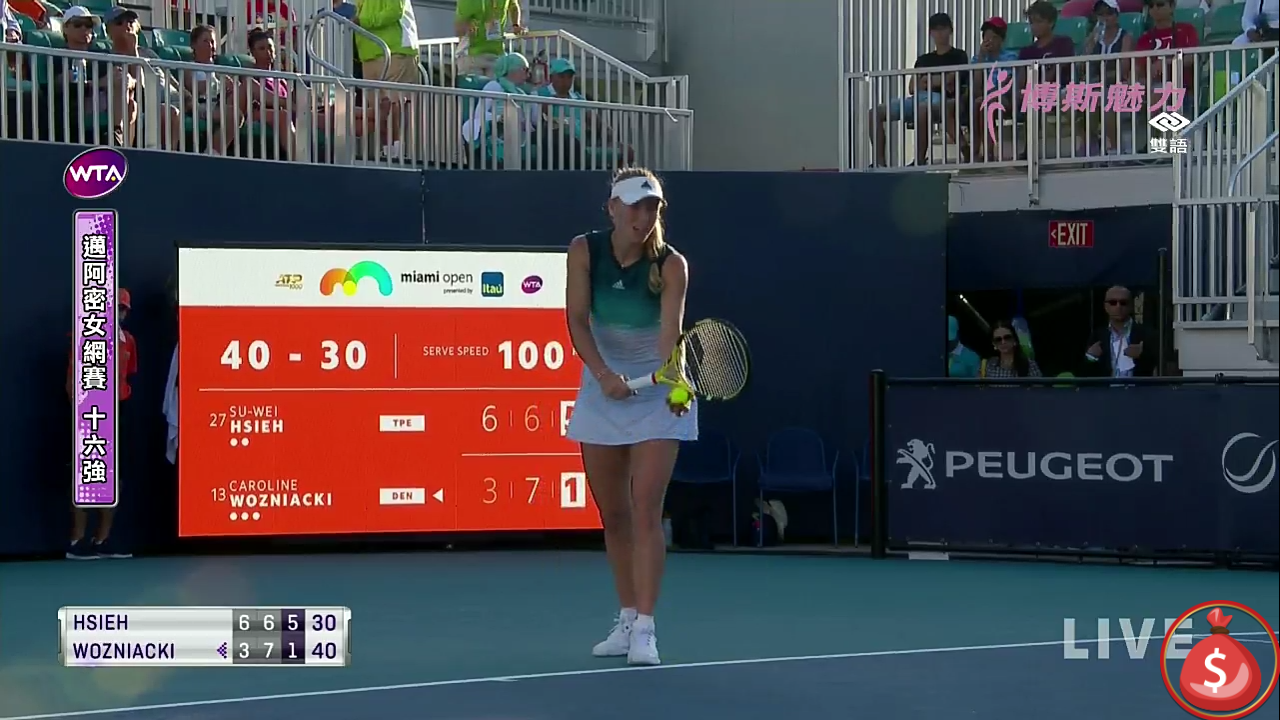 博斯魅力
雙語
WTA
邁阿密女網賽 十六強
EXIT
ATP
1000
miami open
presented by
Itaú
WTA
40 - 30
SERVE SPEED 100
27 SU-WEI
HSIEH
TPE
6 6
13 CAROLINE
WOZNIACKI
DEN
3 7 1
PEUGEOT
HSIEH 6 6 5 30
WOZNIACKI 3 7 1 40
LIVE
$